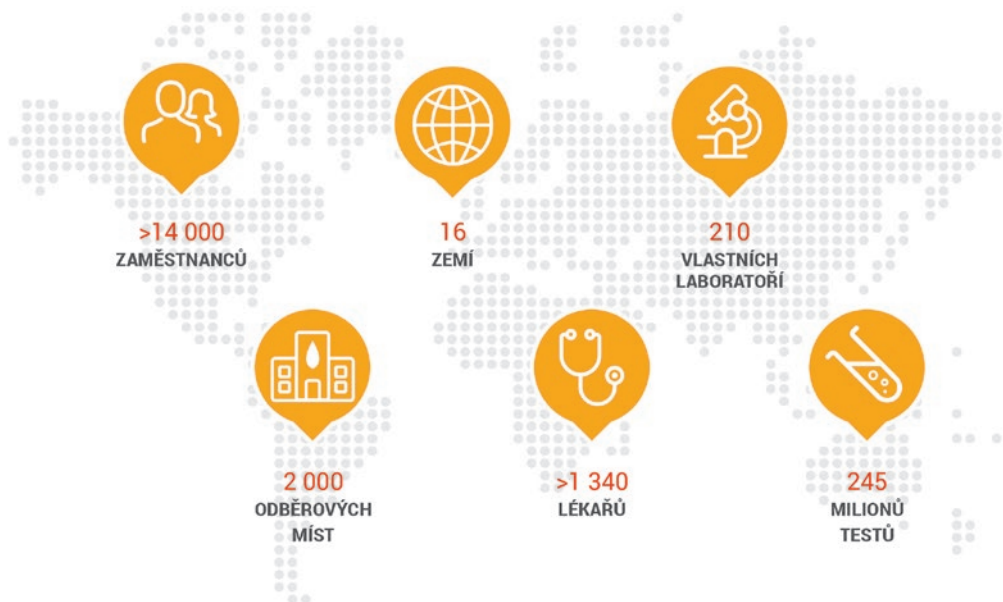 >14 000
ZAMĚSTNANCŮ
16
ZEMÍ
210
VLASTNÍCH
LABORATOŘÍ
2 000
ODBĚROVÝCH
MÍST
>1 340
LÉKAŘŮ
245
MILIONŮ
TESTŮ